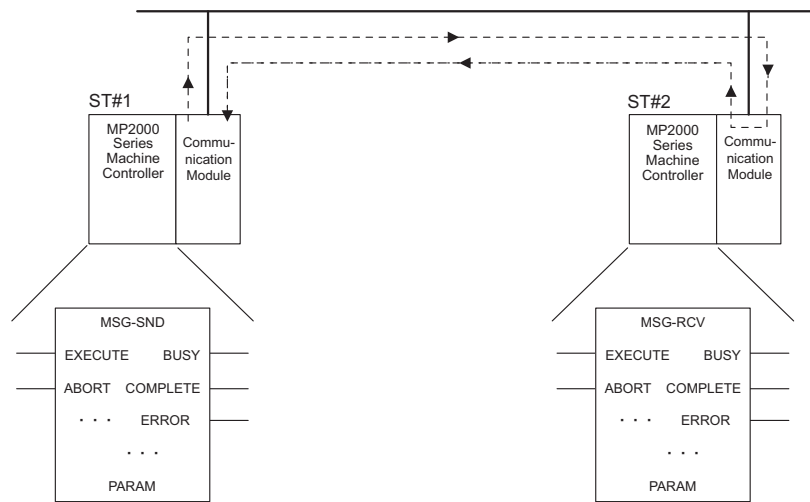 ST#1
MP2000
Series
Machine
Controller
Commu-
nication
Module
MSG-SND
EXECUTE BUSY
ABORT COMPLETE
· · · ERROR
· · ·
PARAM
ST#2
MP2000
Series
Machine
Controller
Commu-
nication
Module
MSG-RCV
EXECUTE BUSY
ABORT COMPLETE
· · · ERROR
· · ·
PARAM